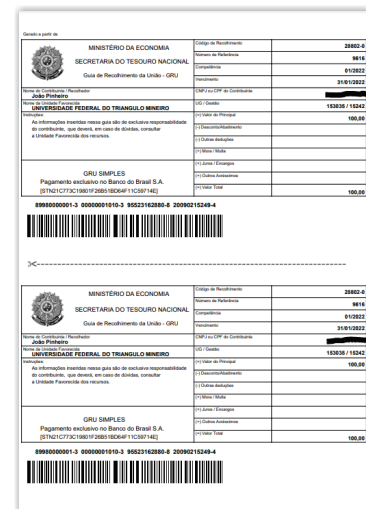 Gerado a partir de
MINISTÉRIO DA ECONOMIA
SECRETARIA DO TESOURO NACIONAL
Guia de Recolhimento da União - GRU
Código de Recolhimento
28802-0
Número de Referência
9616
Competência
01/2022
Vencimento
31/01/2022
Nome do Contribuinte / Recolhedor
João Pinheiro
CNPJ ou CPF do Contribuinte
Nome da Unidade Favorecida
UNIVERSIDADE FEDERAL DO TRIANGULO MINEIRO
UG / Gestão
153035 / 15242
Instruções:
As informações inseridas nessa guia são de exclusiva responsabilidade
do contribuinte, que deverá, em caso de dúvidas, consultar
a Unidade Favorecida dos recursos.
(=) Valor do Principal
100,00
(-) Desconto/Abatimento
(-) Outras deduções
(+) Mora / Multa
(+) Juros / Encargos
(+) Outros Acréscimos
(=) Valor Total
100,00
GRU SIMPLES
Pagamento exclusivo no Banco do Brasil S.A.
[STN21C773C19801F26B51BD64F11C59714E]
89980000001-3 00000001010-3 95523162880-8 20090215249-4
MINISTÉRIO DA ECONOMIA
SECRETARIA DO TESOURO NACIONAL
Guia de Recolhimento da União - GRU
Código de Recolhimento
28802-0
Número de Referência
9616
Competência
01/2022
Vencimento
31/01/2022
Nome do Contribuinte / Recolhedor
João Pinheiro
CNPJ ou CPF do Contribuinte
Nome da Unidade Favorecida
UNIVERSIDADE FEDERAL DO TRIANGULO MINEIRO
UG / Gestão
153035 / 15242
Instruções:
As informações inseridas nessa guia são de exclusiva responsabilidade
do contribuinte, que deverá, em caso de dúvidas, consultar
a Unidade Favorecida dos recursos.
(=) Valor do Principal
100,00
(-) Desconto/Abatimento
(-) Outras deduções
(+) Mora / Multa
(+) Juros / Encargos
(+) Outros Acréscimos
(=) Valor Total
100,00
GRU SIMPLES
Pagamento exclusivo no Banco do Brasil S.A.
[STN21C773C19801F26B51BD64F11C59714E]
89980000001-3 00000001010-3 95523162880-8 20090215249-4